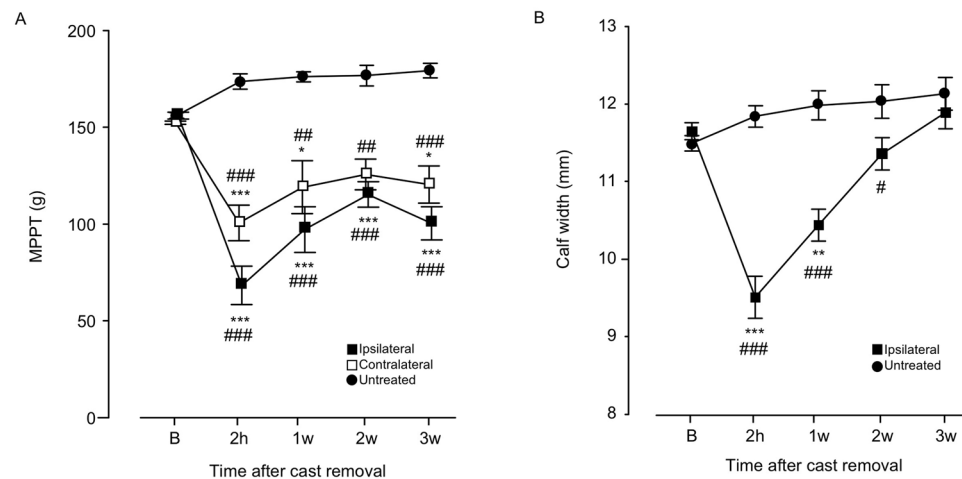 A
200
150
100
50
0
MPPT (g)
###
***
##
*
##
###
*
***
###
***
###
***
###
***
###
Ipsilateral
Contralateral
Untreated
B 2h 1w 2w 3w
Time after cast removal
B
13
12
11
10
9
8
Calf width (mm)
#
**
###
***
###
Ipsilateral
Untreated
B 2h 1w 2w 3w
Time after cast removal